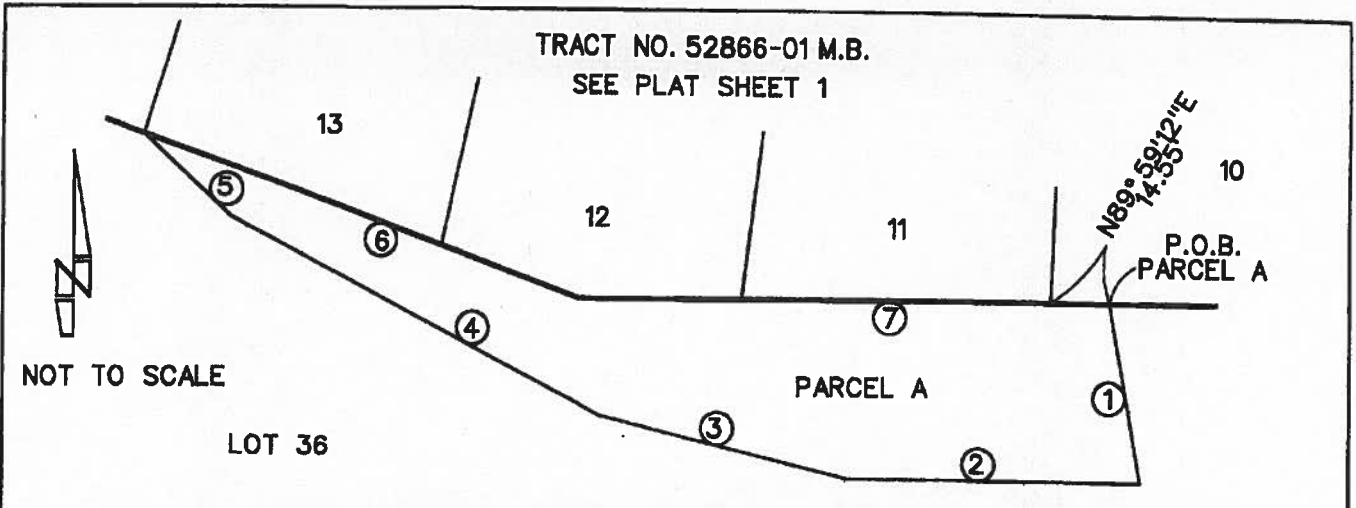 TRACT NO. 52866-01 M.B.
SEE PLAT SHEET 1
13
12
11
10
N89°59'12"E
14.55'
P.O.B.
PARCEL A
5
6
4
7
3
1
2
NOT TO SCALE
PARCEL A
LOT 36